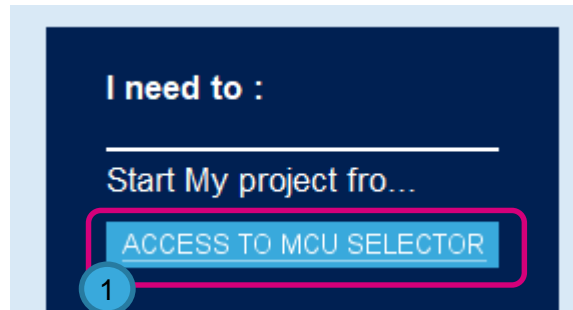 I need to :
Start My project fro...
ACCESS TO MCU SELECTOR
1